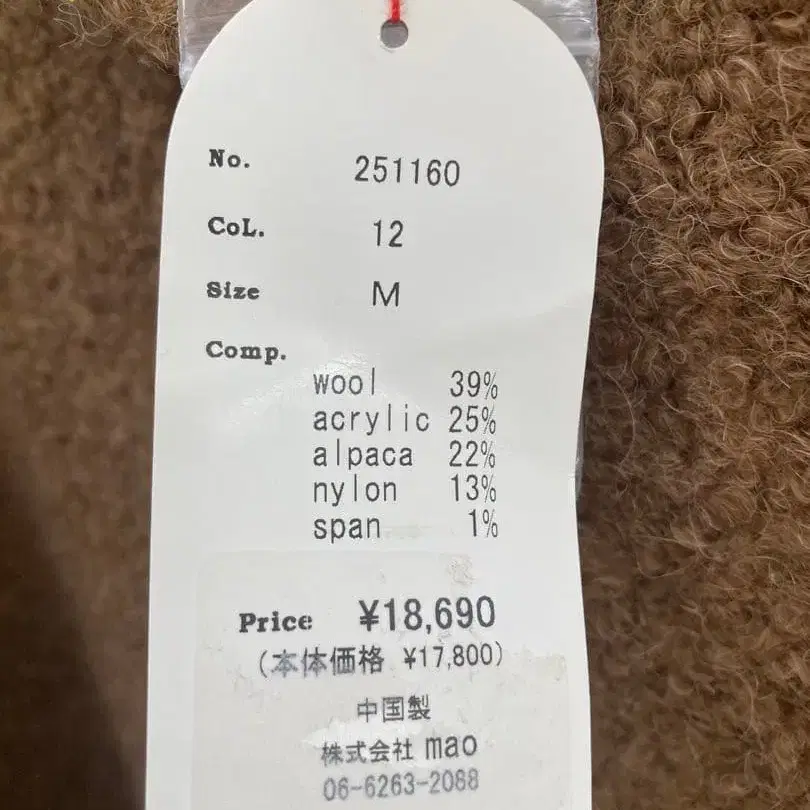 No. 251160
CoL. 12
Size M
Comp.
wool 39%
acrylic 25%
alpaca 22%
nylon 13%
span 1%
Price ¥18,690
(本体価格 ¥17,800)
中国製
株式会社 mao
06-6263-2088